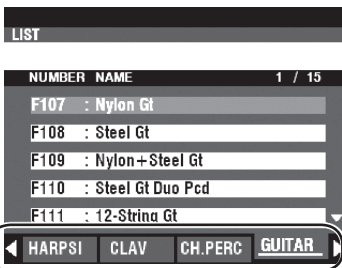 LIST
NUMBER NAME 1 / 15
F107 : Nylon Gt
F108 : Steel Gt
F109 : Nylon+Steel Gt
F110 : Steel Gt Duo Pcd
F111 : 12-String Gt
HARPSI CLAV CH.PERC GUITAR